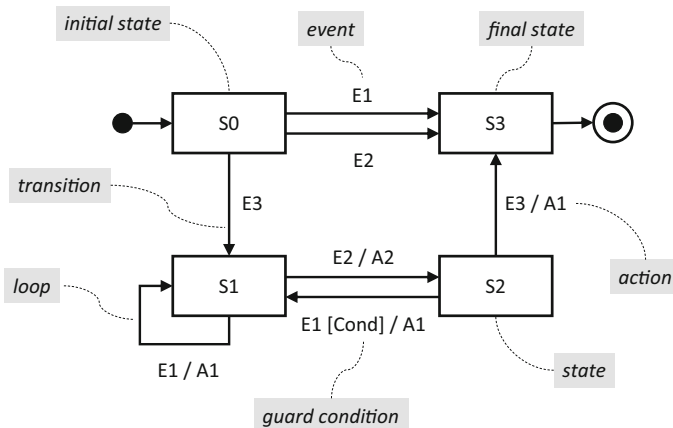 initial state
event
final state
E1
S0
S3
E2
transition
E3
E3 / A1
E2 / A2
loop
S1
S2
action
E1 [Cond] / A1
E1 / A1
state
guard condition